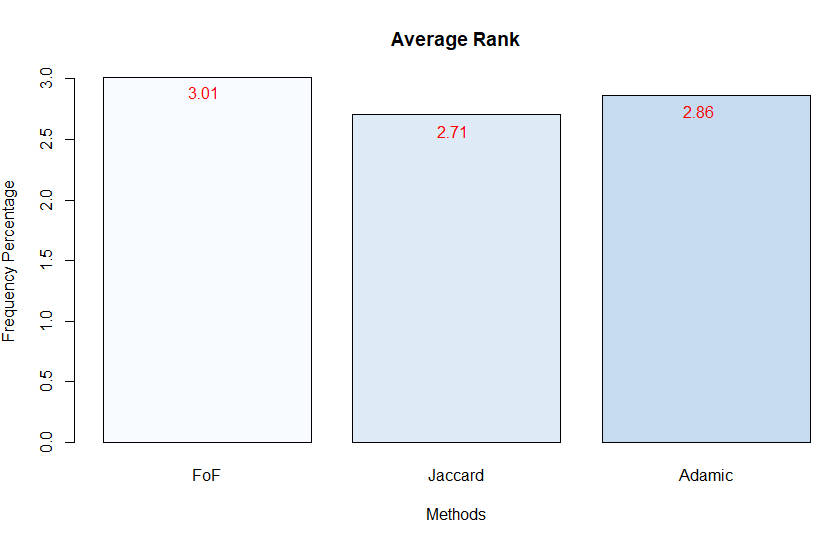 Average Rank
Frequency Percentage
3.0
2.5
2.0
1.5
1.0
0.5
0.0
3.01
2.71
2.86
FoF
Jaccard
Adamic
Methods